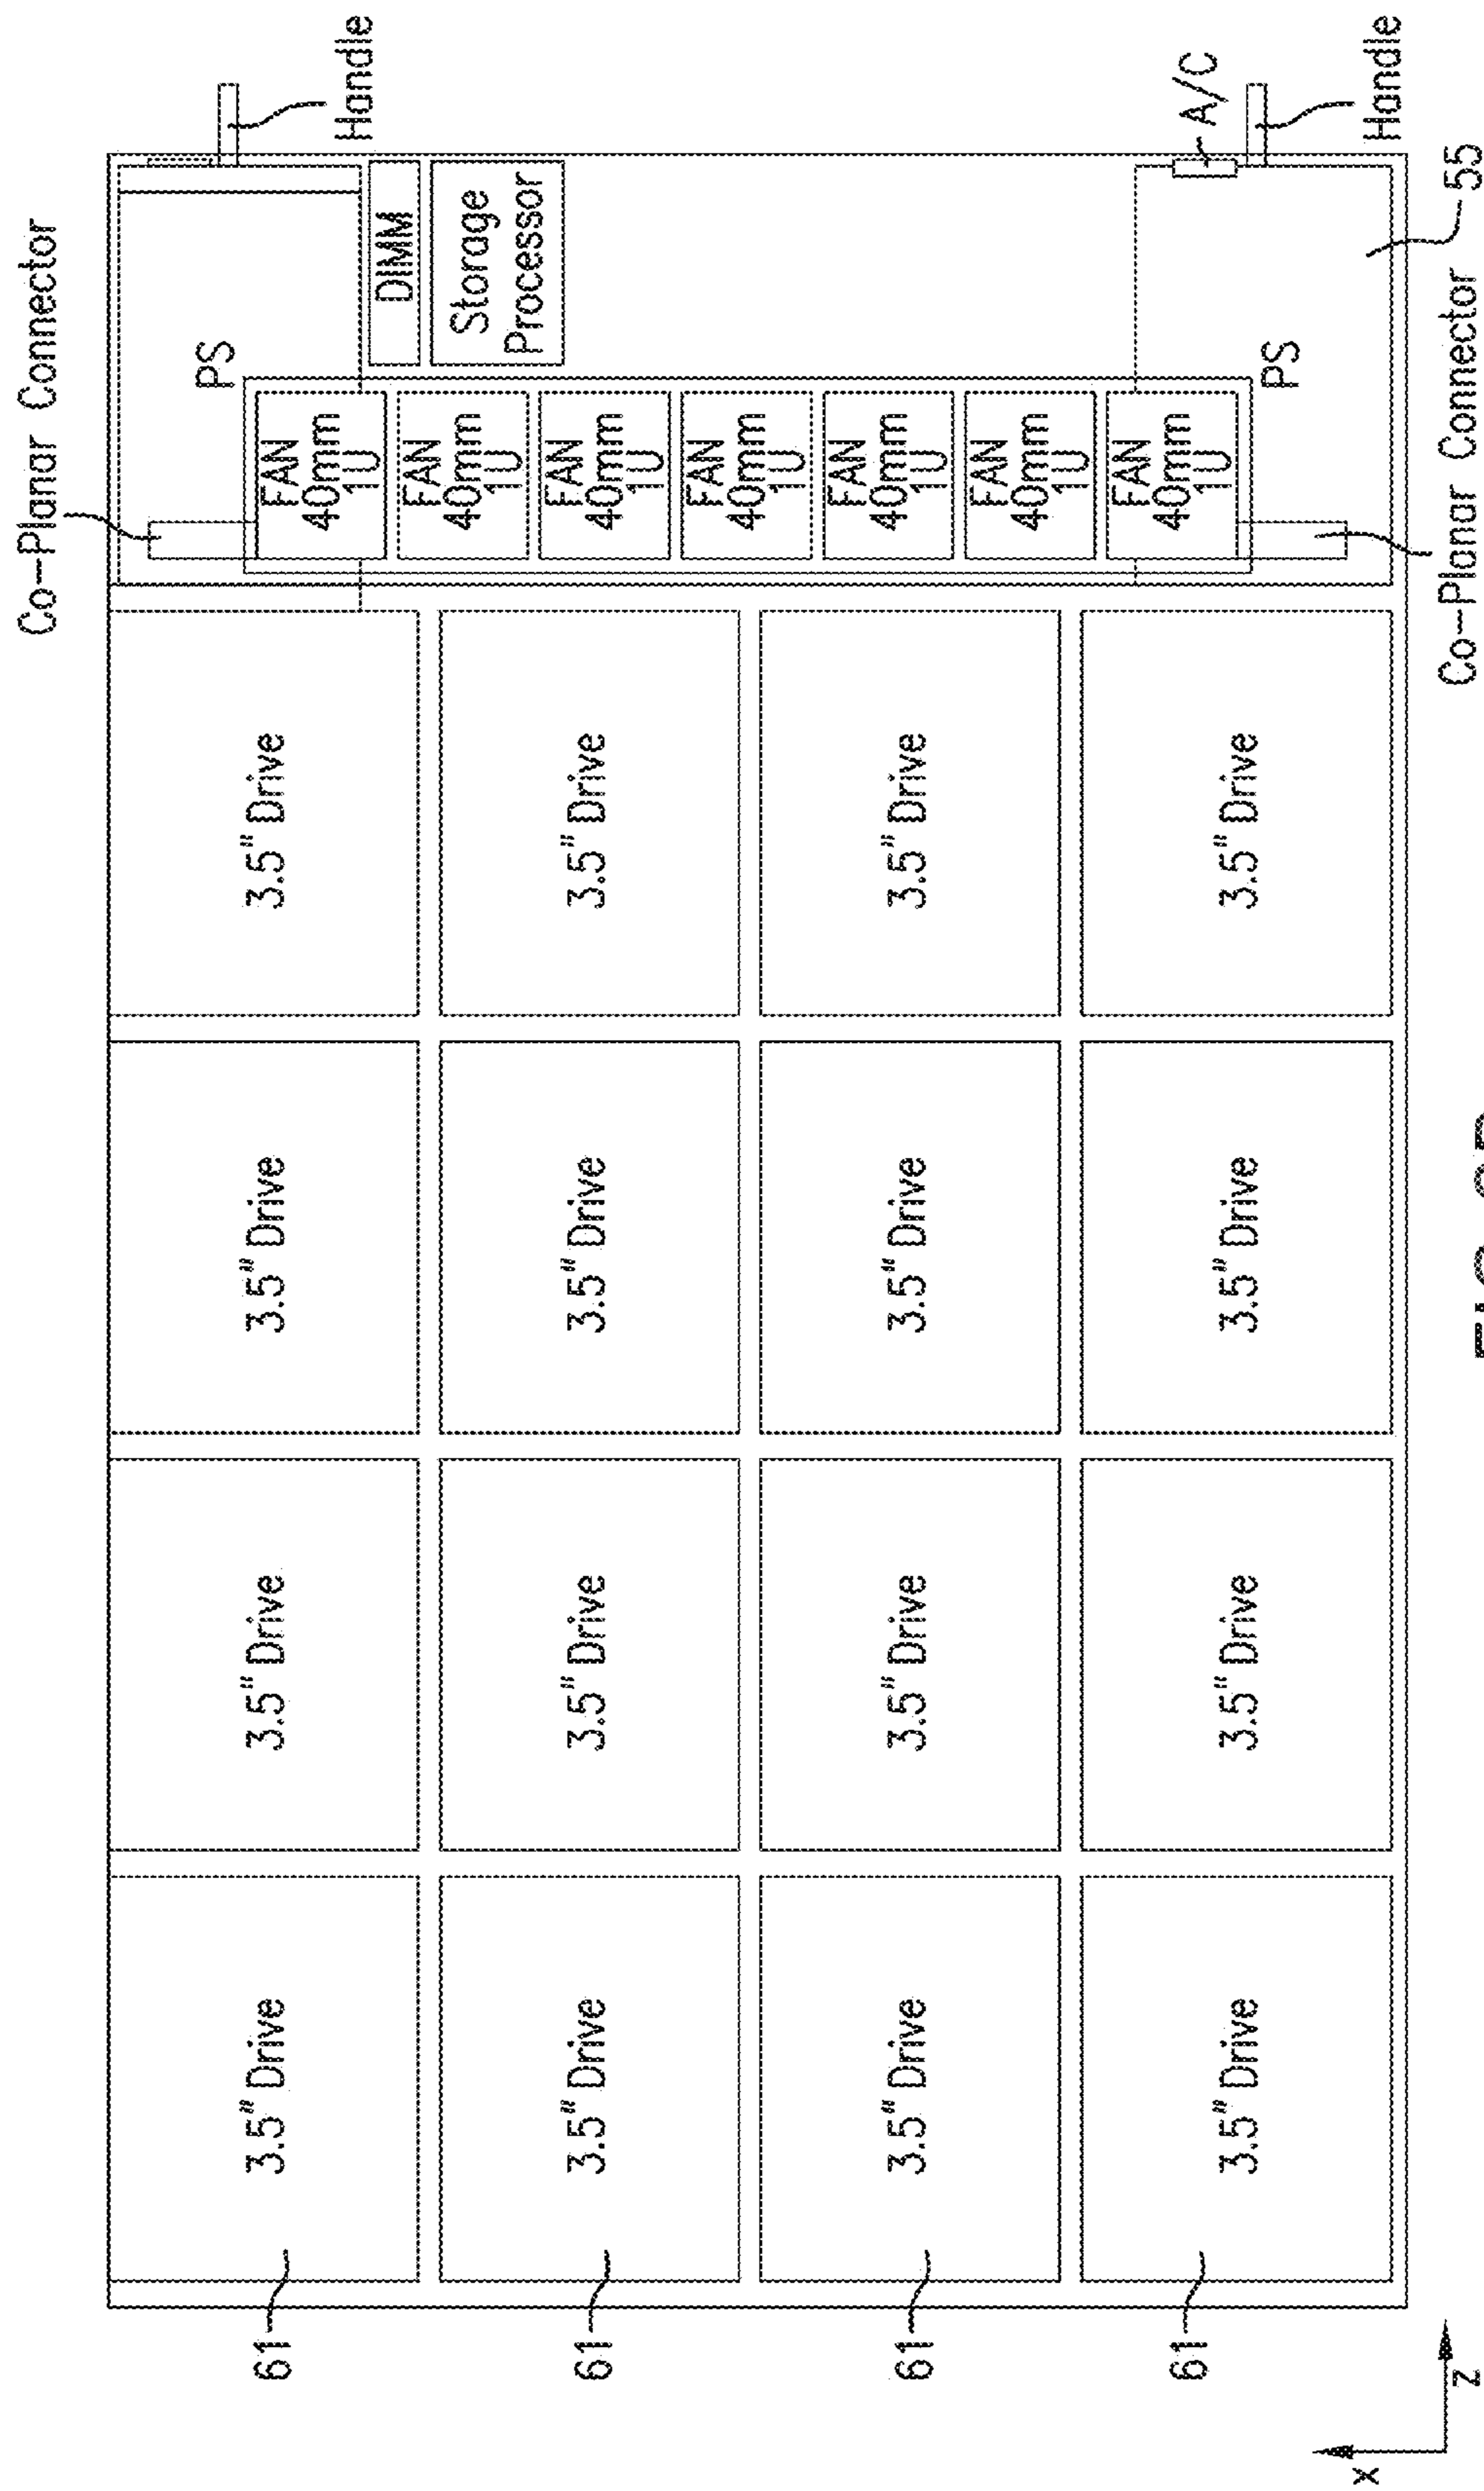 Co-Planar Connector
PS
Handle
61
3.5" Drive
3.5" Drive
3.5" Drive
3.5" Drive
FAN
40mm
1U
DIMM
FAN
40mm
1U
Storage
Processor
61
3.5" Drive
3.5" Drive
3.5" Drive
3.5" Drive
FAN
40mm
1U
FAN
40mm
1U
61
3.5" Drive
3.5" Drive
3.5" Drive
3.5" Drive
FAN
40mm
1U
FAN
40mm
1U
61
3.5" Drive
3.5" Drive
3.5" Drive
3.5" Drive
FAN
40mm
1U
A/C
PS
Handle
x
z
Co-Planar Connector
55